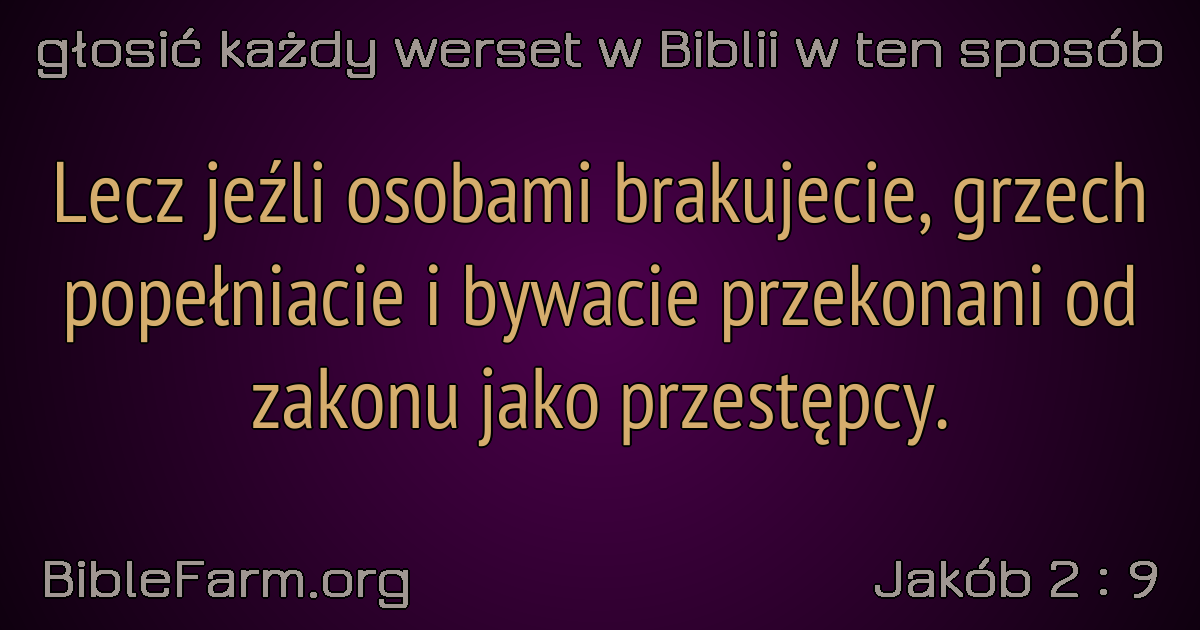 głosić każdy werset w Biblii w ten sposób
Lecz jeźli osobami brakujecie, grzech
popełniacie i bywacie przekonani od
zakonu jako przestępcy.
BibleFarm.org
Jakób 2 : 9